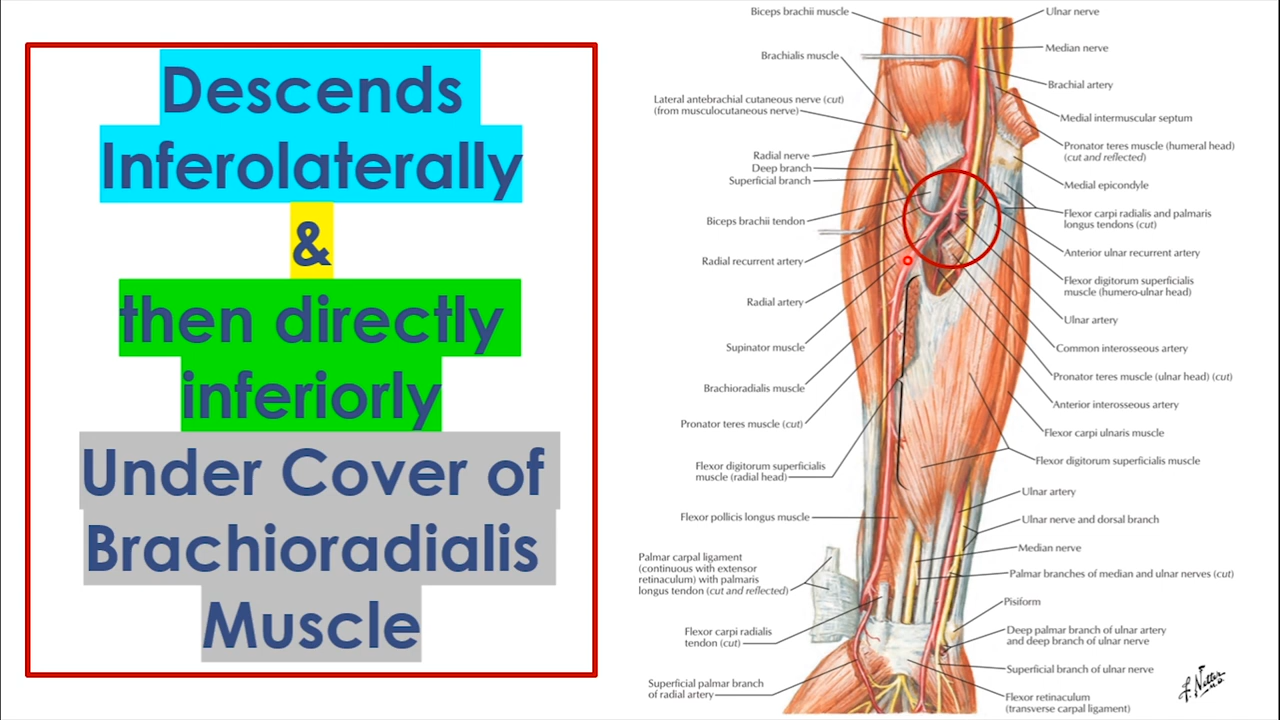 Descends
Inferolaterally
&
then directly
inferiorly
Under Cover of
Brachioradialis
Muscle
Biceps brachii muscle
Brachialis muscle
Lateral antebrachial cutaneous nerve (cut)
(from musculocutaneous nerve)
Radial nerve
Deep branch
Superficial branch
Biceps brachii tendon
Radial recurrent artery
Radial artery
Supinator muscle
Brachioradialis muscle
Pronator teres muscle (cut)
Flexor digitorum superficialis
muscle (radial head)
Flexor pollicis longus muscle
Palmar carpal ligament
(continuous with extensor
retinaculum) with palmaris
longus tendon (cut and reflected)
Flexor carpi radialis
tendon (cut)
Superficial palmar branch
of radial artery
Ulnar nerve
Median nerve
Brachial artery
Medial intermuscular septum
Pronator teres muscle (humeral head)
(cut and reflected)
Medial epicondyle
Flexor carpi radialis and palmaris
longus tendons (cut)
Anterior ulnar recurrent artery
Flexor digitorum superficialis
muscle (humero-ulnar head)
Ulnar artery
Common interosseous artery
Pronator teres muscle (ulnar head) (cut)
Anterior interosseous artery
Flexor carpi ulnaris muscle
Flexor digitorum superficialis muscle
Ulnar artery
Ulnar nerve and dorsal branch
Median nerve
Palmar branches of median and ulnar nerves (cut)
Pisiform
Deep palmar branch of ulnar artery
and deep branch of ulnar nerve
Superficial branch of ulnar nerve
Flexor retinaculum
(transverse carpal ligament)
F. Netter